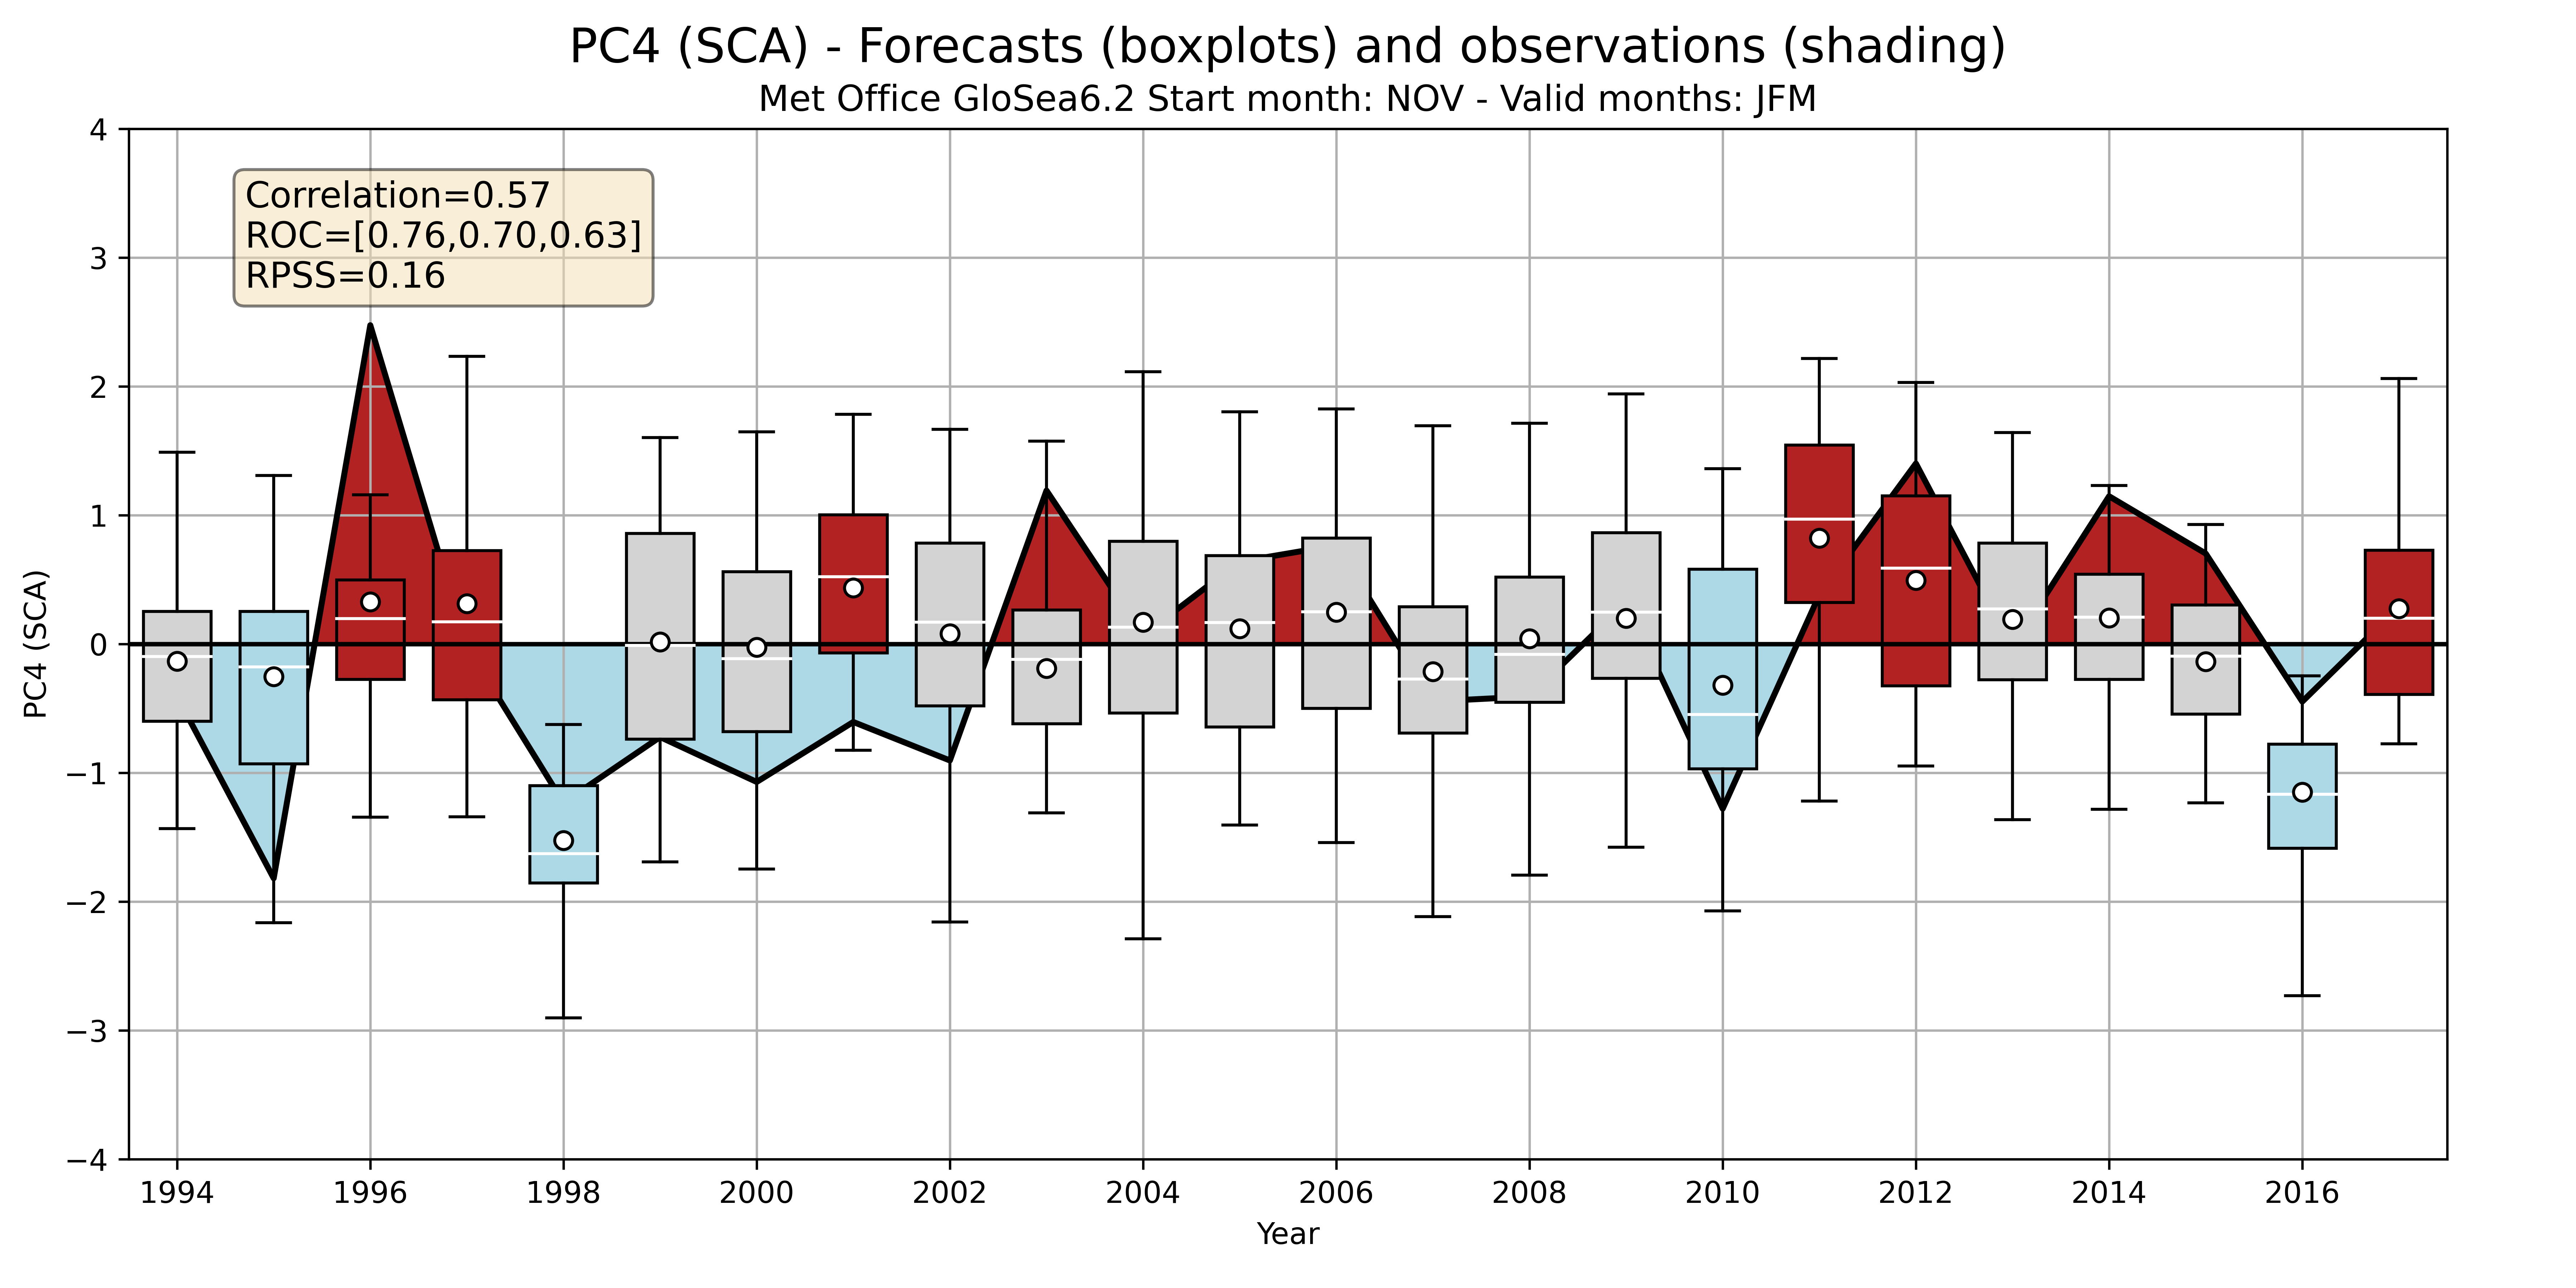 PC4 (SCA) - Forecasts (boxplots) and observations (shading)
Met Office GloSea6.2 Start month: NOV - Valid months: JFM
Correlation=0.57
ROC=[0.76,0.70,0.63]
RPSS=0.16
PC4 (SCA)
4
3
2
1
0
−1
−2
−3
−4
1994 1996 1998 2000 2002 2004 2006 2008 2010 2012 2014 2016
Year